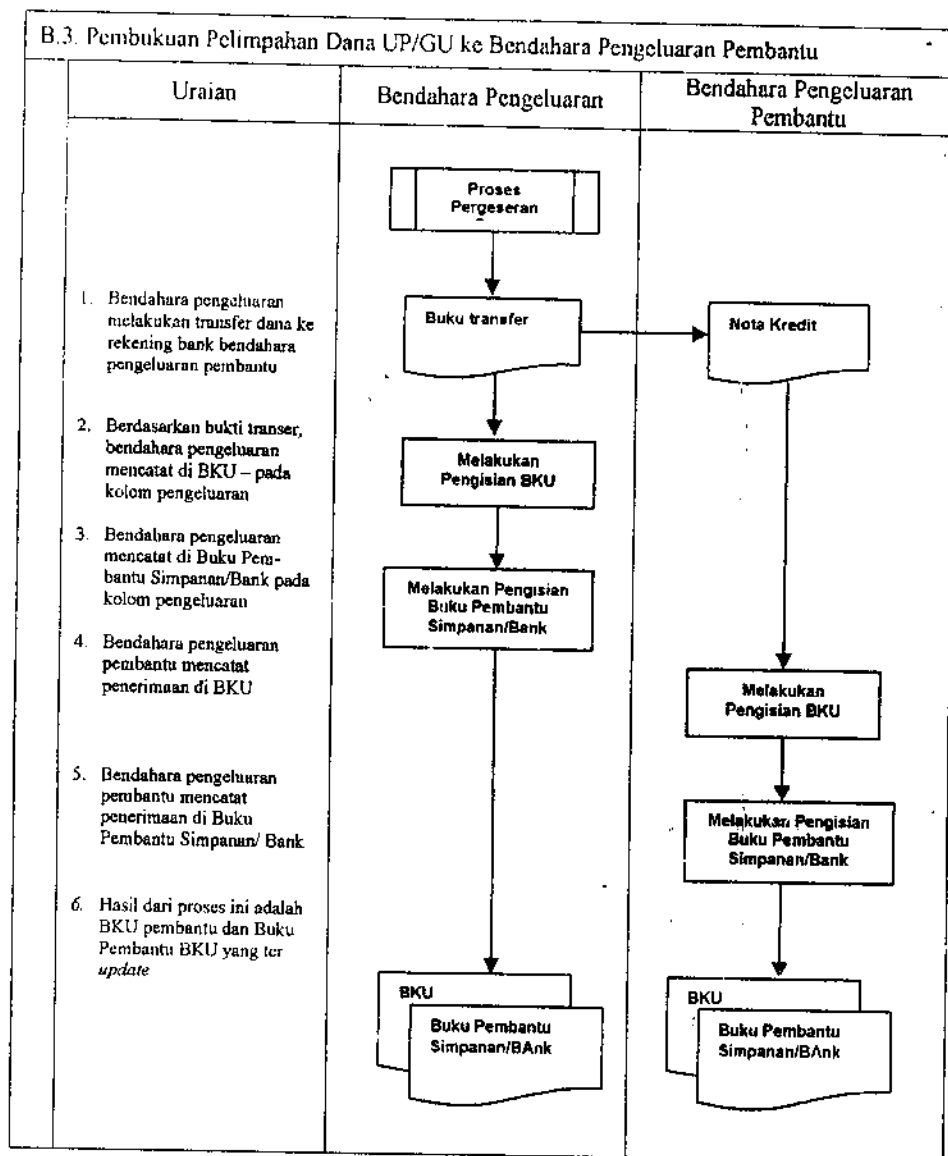 B.3. Pembukuan Pelimpahan Dana UP/GU ke Bendahara Pengeluaran Pembantu
Uraian
Bendahara Pengeluaran
Bendahara Pengeluaran
Pembantu
Proses
Pergeseran
1. Bendahara pengeluaran
melakukan transfer dana ke
rekening bank bendahara
pengeluaran pembantu
Buku transfer
Nota Kredit
2. Berdasarkan bukti transer,
bendahara pengeluaran
mencatat di BKU – pada
kolom pengeluaran
Melakukan
Pengisian BKU
3. Bendahara pengeluaran
mencatat di Buku Pem-
bantu Simpanan/Bank pada
kolom pengeluaran
Melakukan Pengisian
Buku Pembantu
Simpanan/Bank
4. Bendahara pengeluaran
pembantu mencatat
penerimaan di BKU
Melakukan
Pengisian BKU
5. Bendahara pengeluaran
pembantu mencatat
penerimaan di Buku
Pembantu Simpanan/ Bank
Melakukan Pengisian
Buku Pembantu
Simpanan/Bank
6. Hasil dari proses ini adalah
BKU pembantu dan Buku
Pembantu BKU yang ter
update
BKU
Buku Pembantu
Simpanan/BAnk
BKU
Buku Pembantu
Simpanan/BAnk